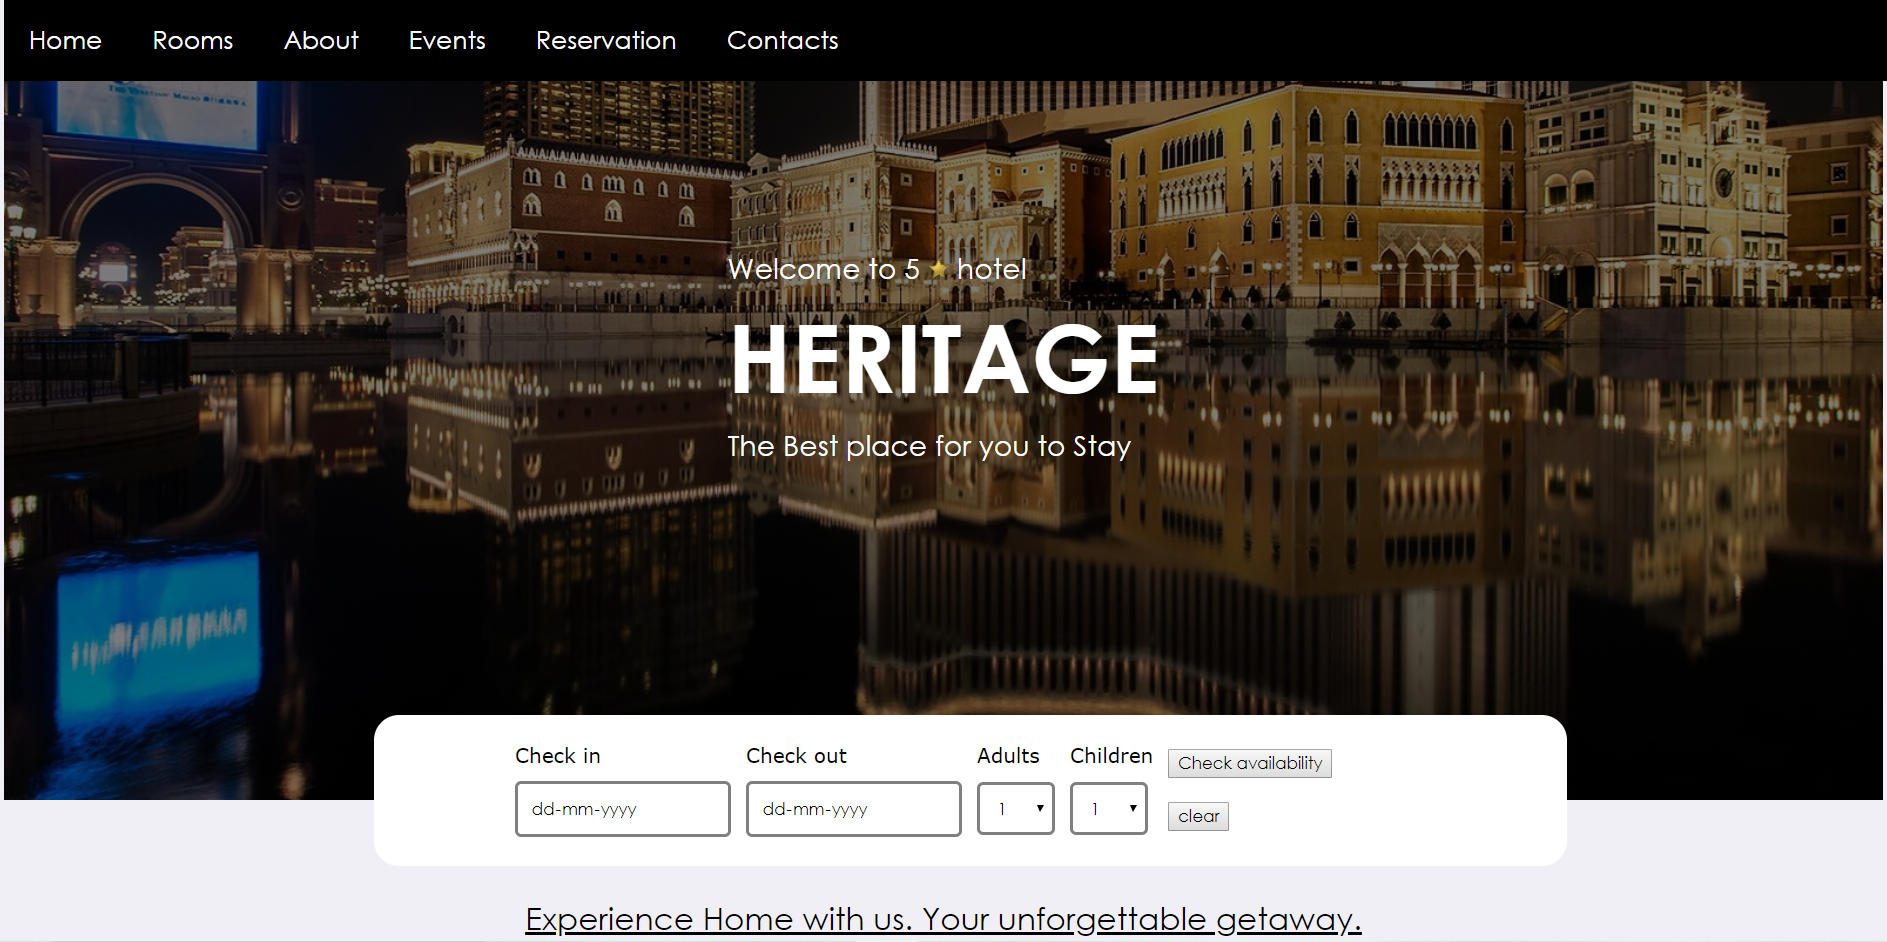 Home Rooms About Events Reservation Contacts
Welcome to 5 ⭐ hotel
HERITAGE
The Best place for you to Stay
Check in Check out Adults Children Check availability
dd-mm-yyyy dd-mm-yyyy 1 1 clear
Experience Home with us. Your unforgettable getaway.